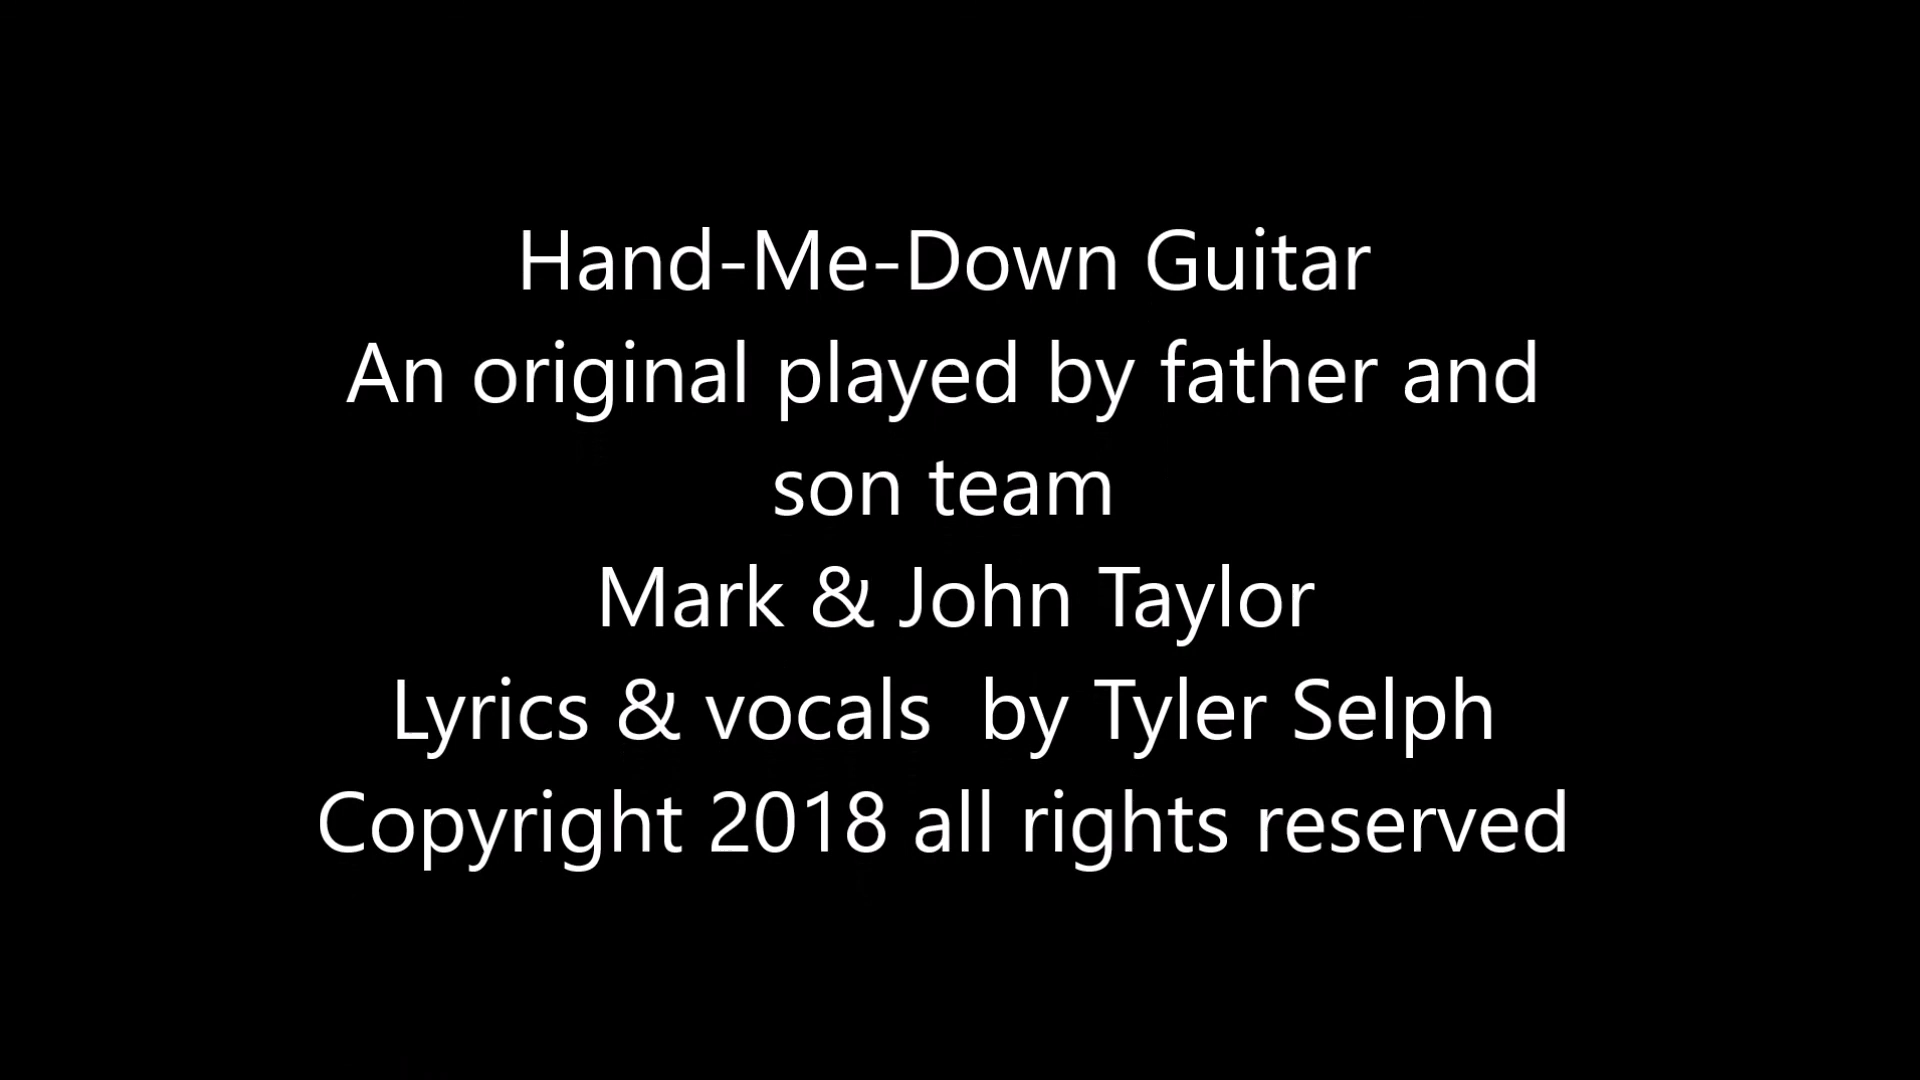 Hand-Me-Down Guitar
An original played by father and
son team
Mark & John Taylor
Lyrics & vocals  by Tyler Selph
Copyright 2018 all rights reserved